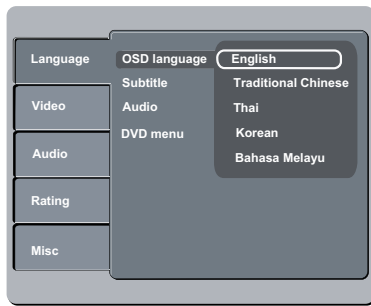 Language
Video
Audio
Rating
Misc
OSD language
Subtitle
Audio
DVD menu
English
Traditional Chinese
Thai
Korean
Bahasa Melayu